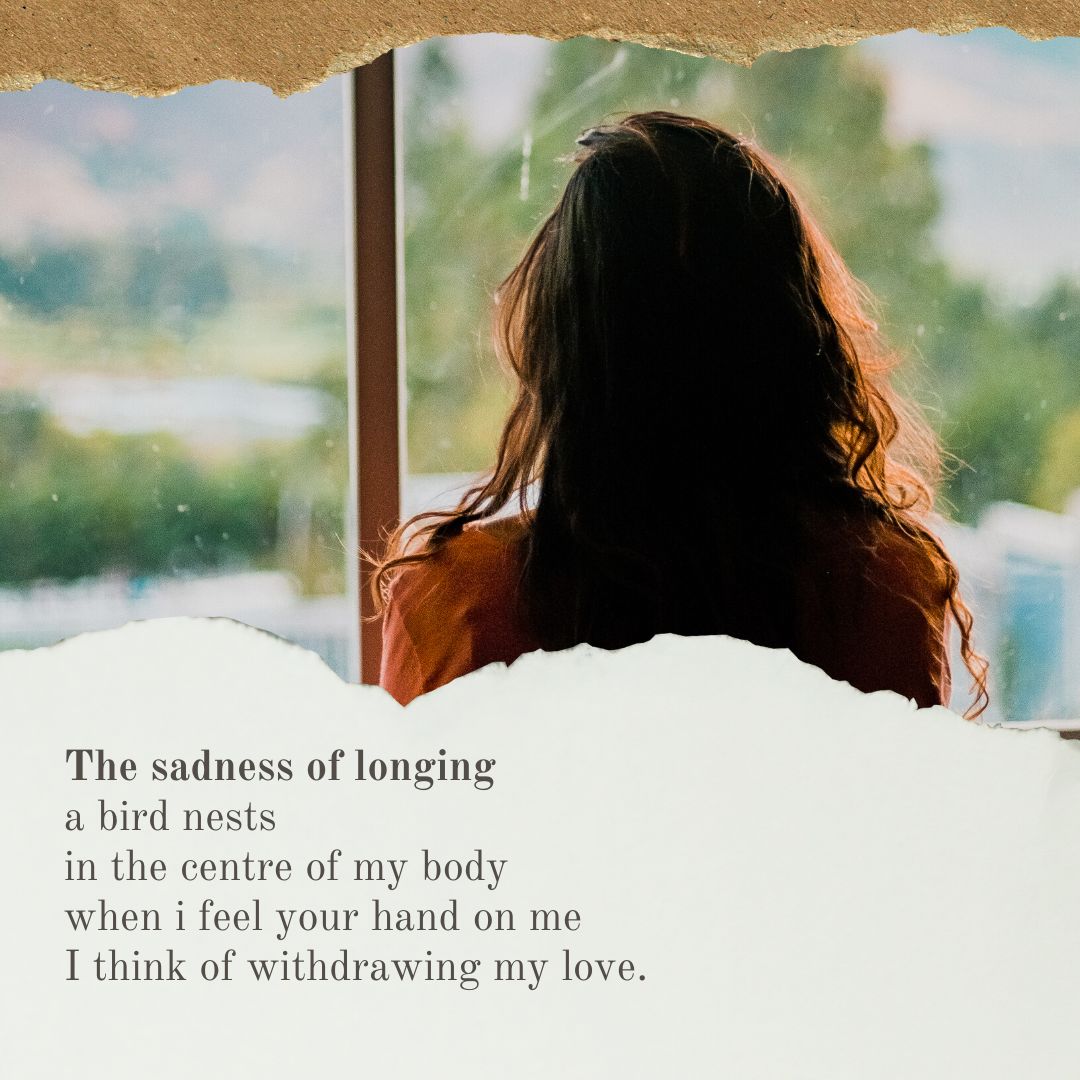 The sadness of longing
a bird nests
in the centre of my body
when i feel your hand on me
I think of withdrawing my love.